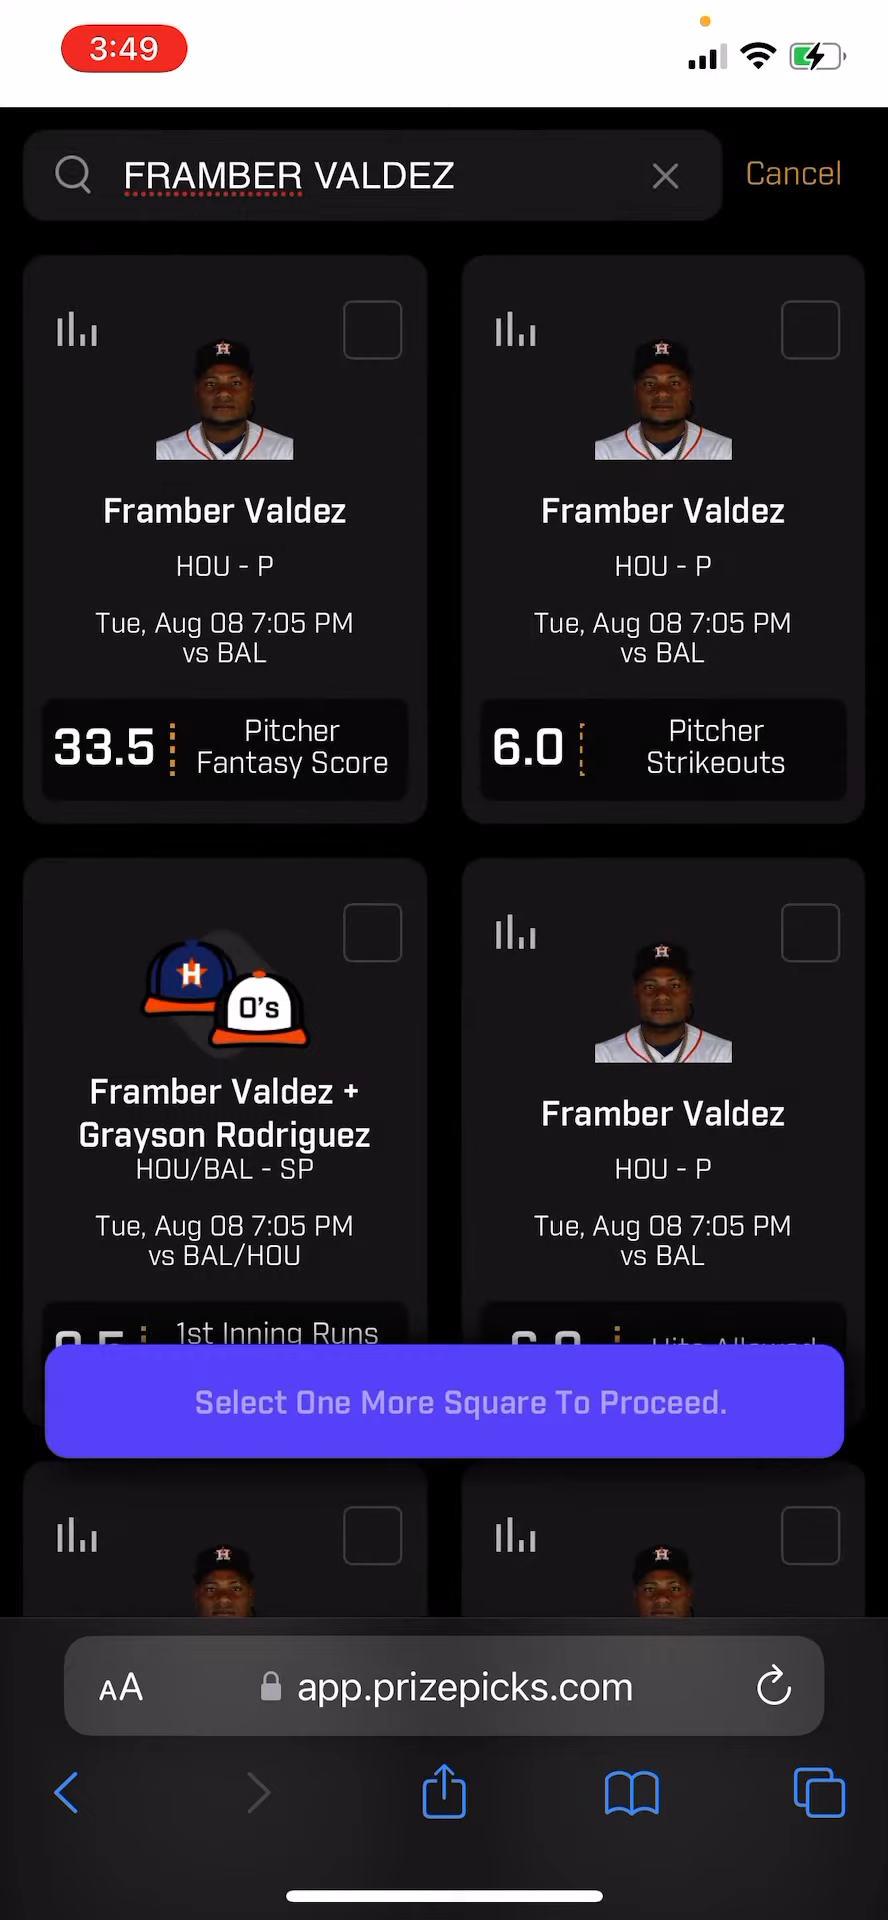 3:49
FRAMBER VALDEZ
Cancel
Framber Valdez
HOU - P
Tue, Aug 08 7:05 PM
vs BAL
33.5
Pitcher
Fantasy Score
Framber Valdez
HOU - P
Tue, Aug 08 7:05 PM
vs BAL
6.0
Pitcher
Strikeouts
H
O's
Framber Valdez +
Grayson Rodriguez
HOU/BAL - SP
Tue, Aug 08 7:05 PM
vs BAL/HOU
1st Inning Runs
Framber Valdez
HOU - P
Tue, Aug 08 7:05 PM
vs BAL
Hits Allowed
Select One More Square To Proceed.
AA
app.prizepicks.com